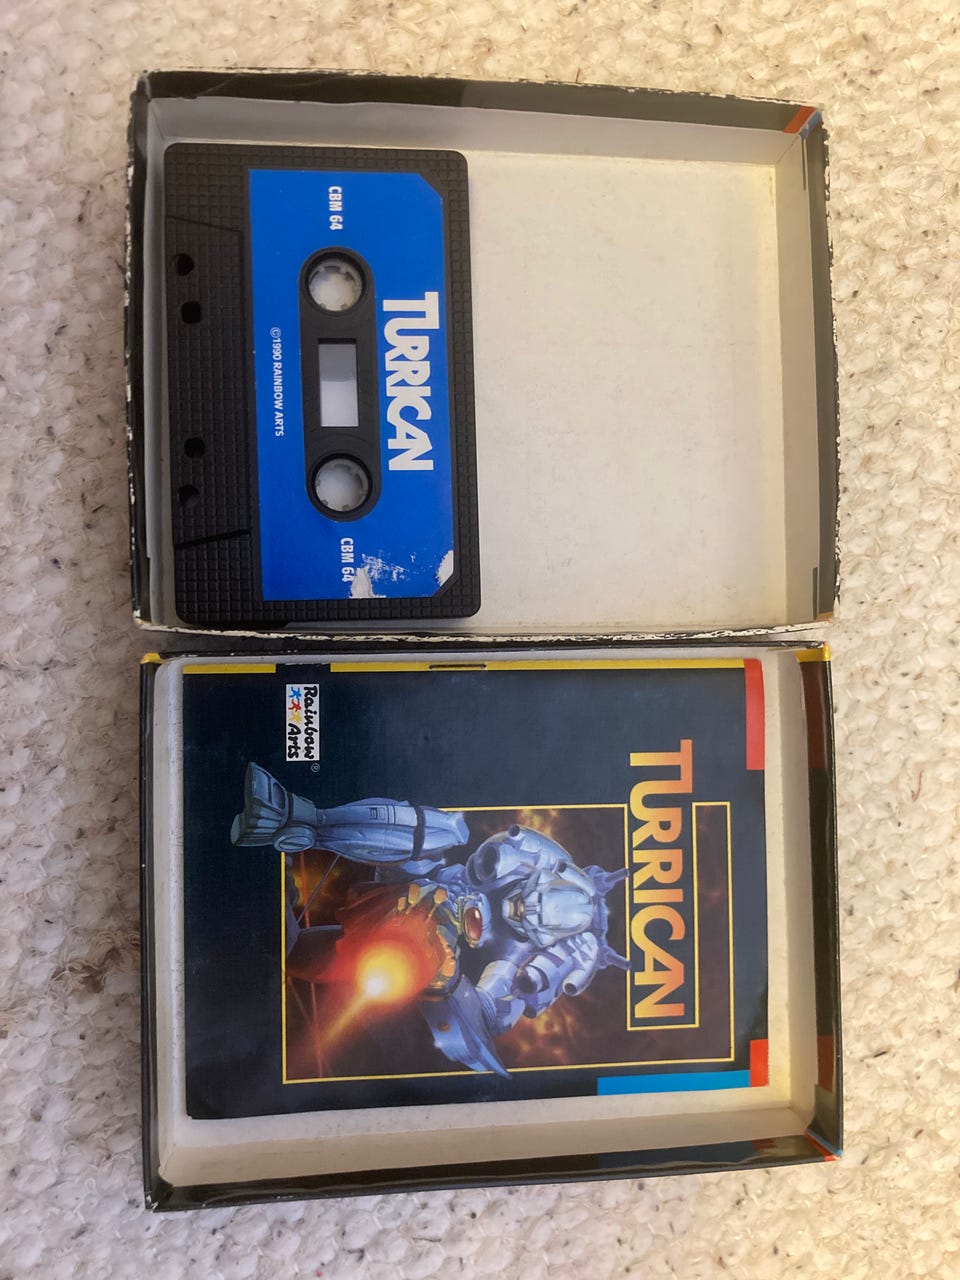 CBM 64
TURRICAN
CBM 64
©1990 RAINBOW ARTS
TURRICAN
Rainbow
Arts
®